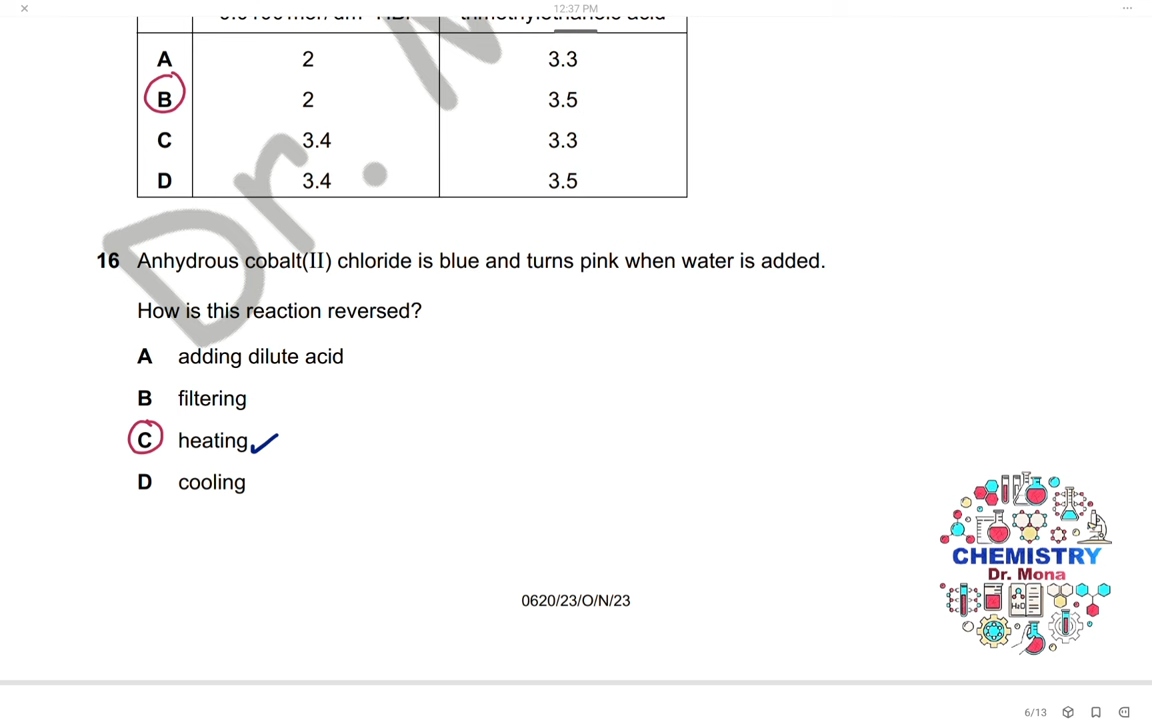 12:37 PM
A 2 3.3
B 2 3.5
C 3.4 3.3
D 3.4 3.5
Dr. M
16 Anhydrous cobalt(II) chloride is blue and turns pink when water is added.
How is this reaction reversed?
A adding dilute acid
B filtering
C heating
D cooling
CHEMISTRY
Dr. Mona
H₂O
0620/23/O/N/23
6/13